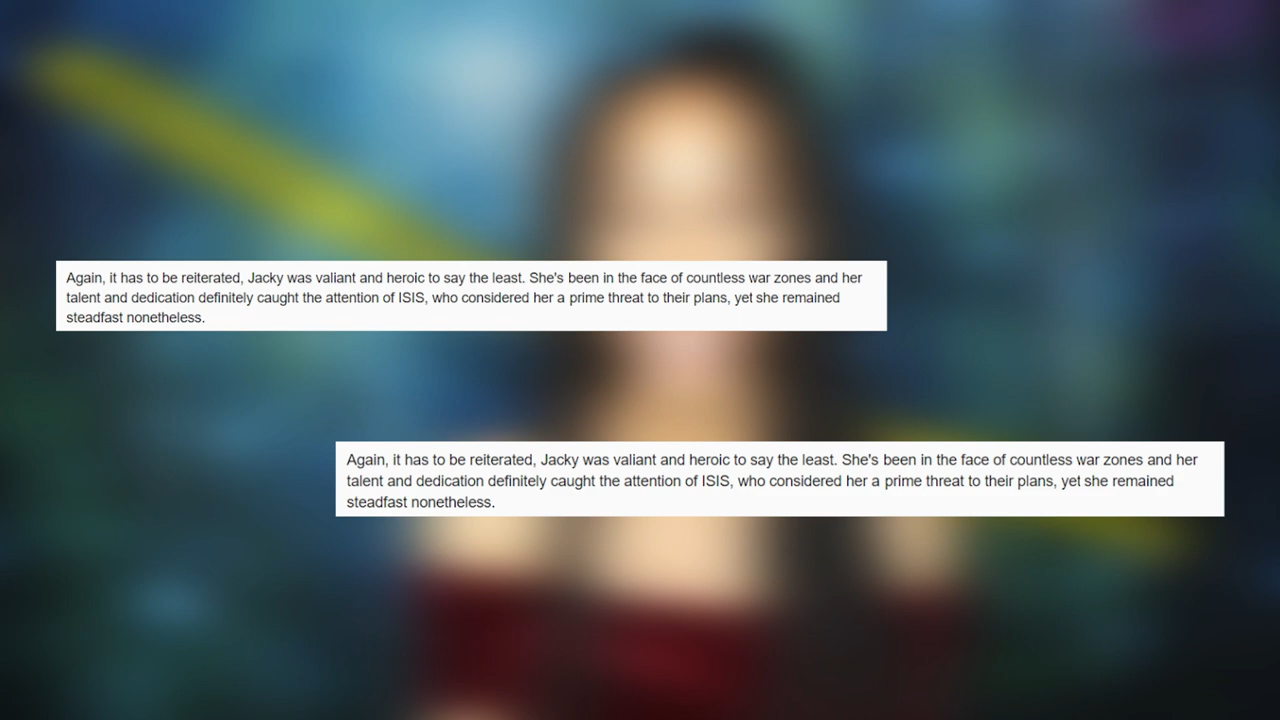 Again, it has to be reiterated, Jacky was valiant and heroic to say the least. She's been in the face of countless war zones and her
talent and dedication definitely caught the attention of ISIS, who considered her a prime threat to their plans, yet she remained
steadfast nonetheless.
Again, it has to be reiterated, Jacky was valiant and heroic to say the least. She's been in the face of countless war zones and her
talent and dedication definitely caught the attention of ISIS, who considered her a prime threat to their plans, yet she remained
steadfast nonetheless.